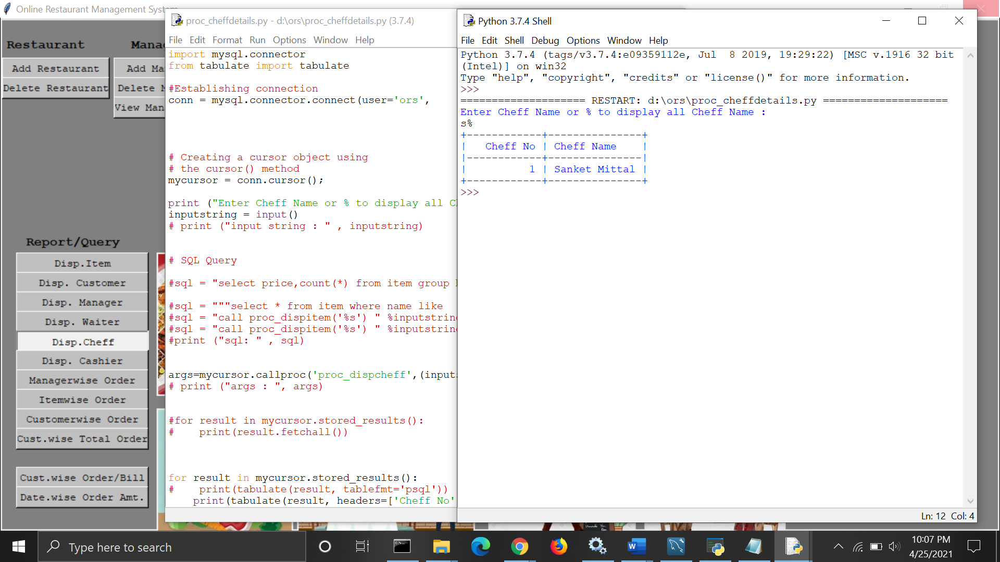 Online Restaurant Management System
Restaurant
Add Restaurant
Delete Restaurant
View Man
Report/Query
Disp.Item
Disp. Customer
Disp. Manager
Disp. Waiter
Disp.Cheff
Disp. Cashier
Managerwise Order
Itemwise Order
Customerwise Order
Cust.wise Total Order
Cust.wise Order/Bill
Date.wise Order Amt.
Mana
Add Ma
Delete M
proc_cheffdetails.py - d:\ors\proc_cheffdetails.py (3.7.4)
File Edit Format Run Options Window Help
import mysql.connector
from tabulate import tabulate
#Establishing connection
conn = mysql.connector.connect(user='ors',
# Creating a cursor object using
# the cursor() method
mycursor = conn.cursor();
print ("Enter Cheff Name or % to display all C
inputstring = input()
# print ("input string : " , inputstring)
# SQL Query
#sql = "select price,count(*) from item group
#sql = """select * from item where name like
#sql = "call proc_dispitem('%s') " %inputstrin
#sql = "call proc_dispitem('%s') " %inputstrin
#print ("sql: " , sql)
args=mycursor.callproc('proc_dispcheff',(input
# print ("args : ", args)
#for result in mycursor.stored_results():
#    print(result.fetchall())
for result in mycursor.stored_results():
#    print(tabulate(result, tablefmt='psql'))
    print(tabulate(result, headers=['Cheff No'
Python 3.7.4 Shell
File Edit Shell Debug Options Window Help
Python 3.7.4 (tags/v3.7.4:e09359112e, Jul  8 2019, 19:29:22) [MSC v.1916 32 bit
(Intel)] on win32
Type "help", "copyright", "credits" or "license()" for more information.
>>>
==================== RESTART: d:\ors\proc_cheffdetails.py ====================
Enter Cheff Name or % to display all Cheff Name :
s%
+------------+---------------+
|   Cheff No | Cheff Name    |
|------------+---------------|
|          1 | Sanket Mittal |
+------------+---------------+
>>>
Ln: 12 Col: 4
Type here to search
10:07 PM
4/25/2021